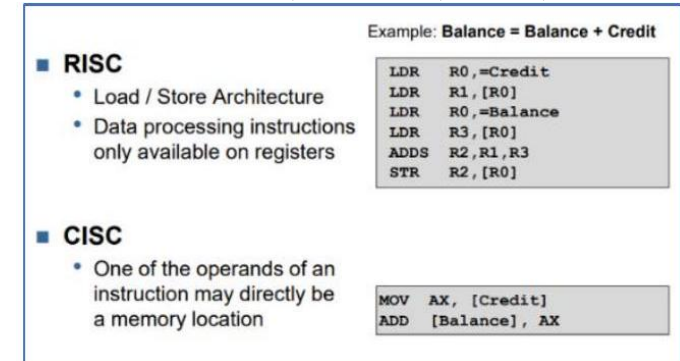 Example: Balance = Balance + Credit
RISC
Load / Store Architecture
Data processing instructions
only available on registers
LDR R0,=Credit
LDR R1,[R0]
LDR R0,=Balance
LDR R3,[R0]
ADDS R2,R1,R3
STR R2,[R0]
CISC
One of the operands of an
instruction may directly be
a memory location
MOV AX, [Credit]
ADD [Balance], AX